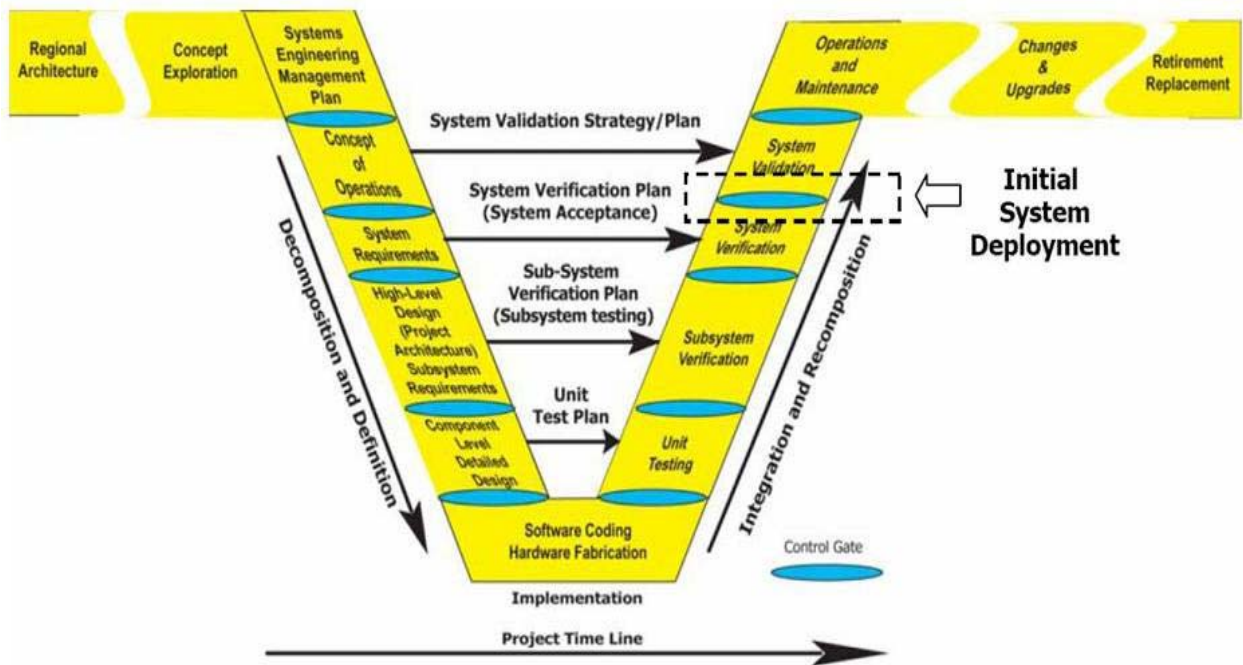 Regional
Architecture
Concept
Exploration
Systems
Engineering
Management
Plan
Operations
and
Maintenance
Changes
&
Upgrades
Retirement
Replacement
System Validation Strategy/Plan
Concept
of
Operations
System
Validation
System Verification Plan
(System Acceptance)
Initial
System
Deployment
System
Requirements
System
Verification
Sub-System
Verification Plan
(Subsystem testing)
High-Level
Design
(Project
Architecture)
Subsystem
Requirements
Subsystem
Verification
Decomposition and Definition
Integration and Recomposition
Unit
Test Plan
Component
Level
Detailed
Design
Unit
Testing
Software Coding
Hardware Fabrication
Control Gate
Implementation
Project Time Line